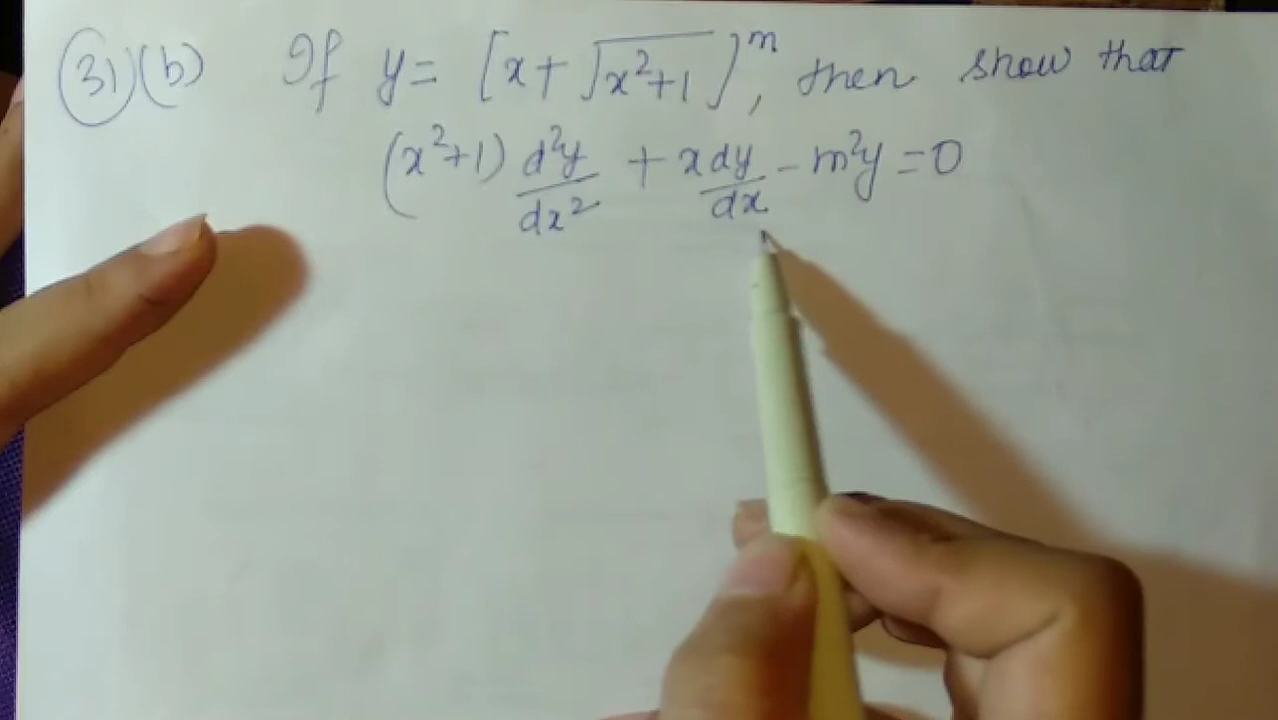 31) (b) If y = [x + √(x²+1)]ᵐ, then show that
(x²+1) d²y/dx² + x dy/dx - m²y = 0